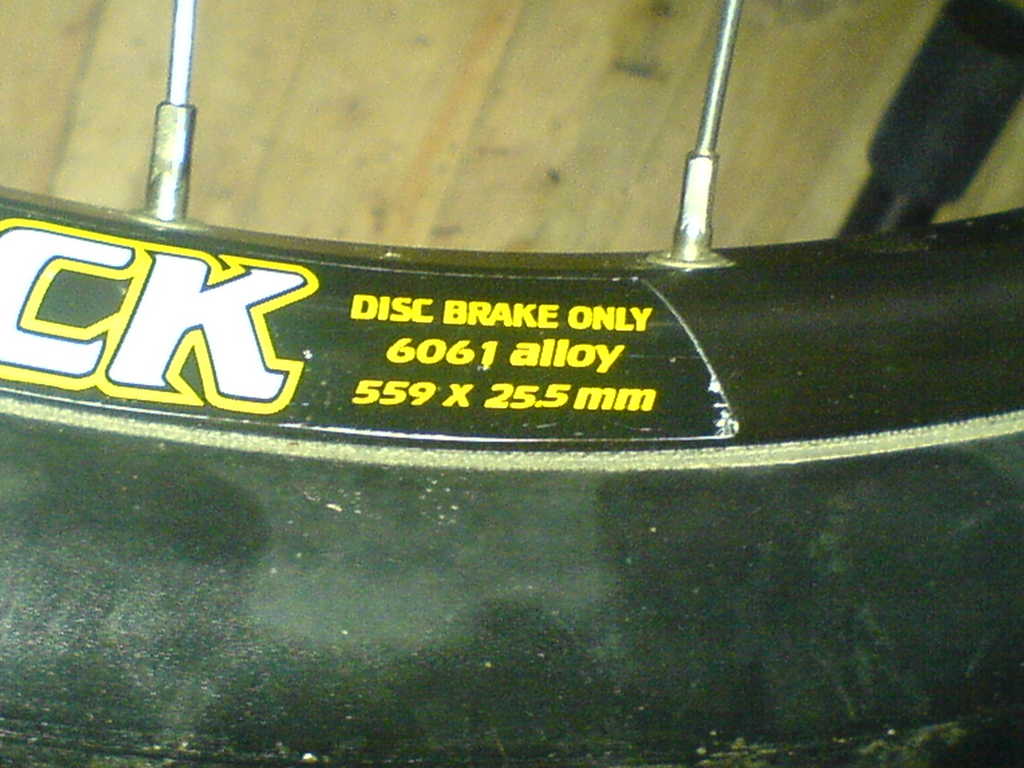 CK
DISC BRAKE ONLY
6061 alloy
559 X 25.5 mm